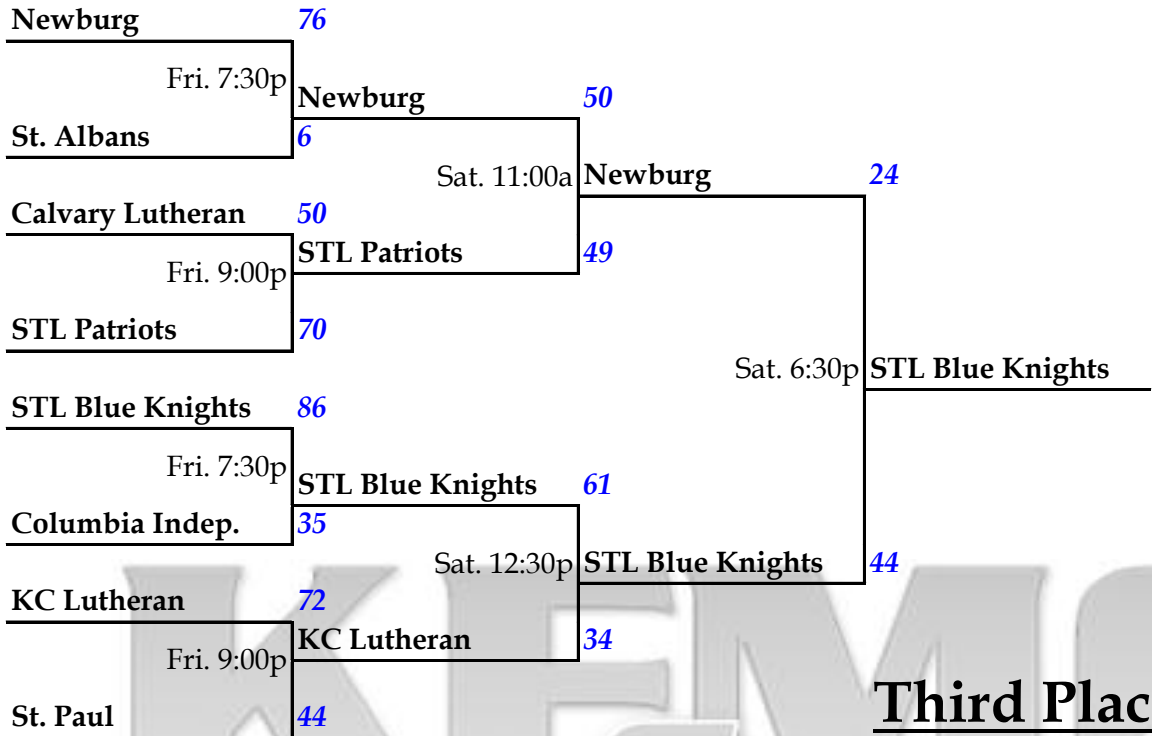 Newburg 76
Fri. 7:30p
Newburg 50
St. Albans 6
Sat. 11:00a Newburg 24
Calvary Lutheran 50
STL Patriots 49
Fri. 9:00p
STL Patriots 70
Sat. 6:30p STL Blue Knights
STL Blue Knights 86
Fri. 7:30p
STL Blue Knights 61
Columbia Indep. 35
Sat. 12:30p STL Blue Knights 44
KC Lutheran 72
KC Lutheran 34
Fri. 9:00p
St. Paul 44
Third Plac